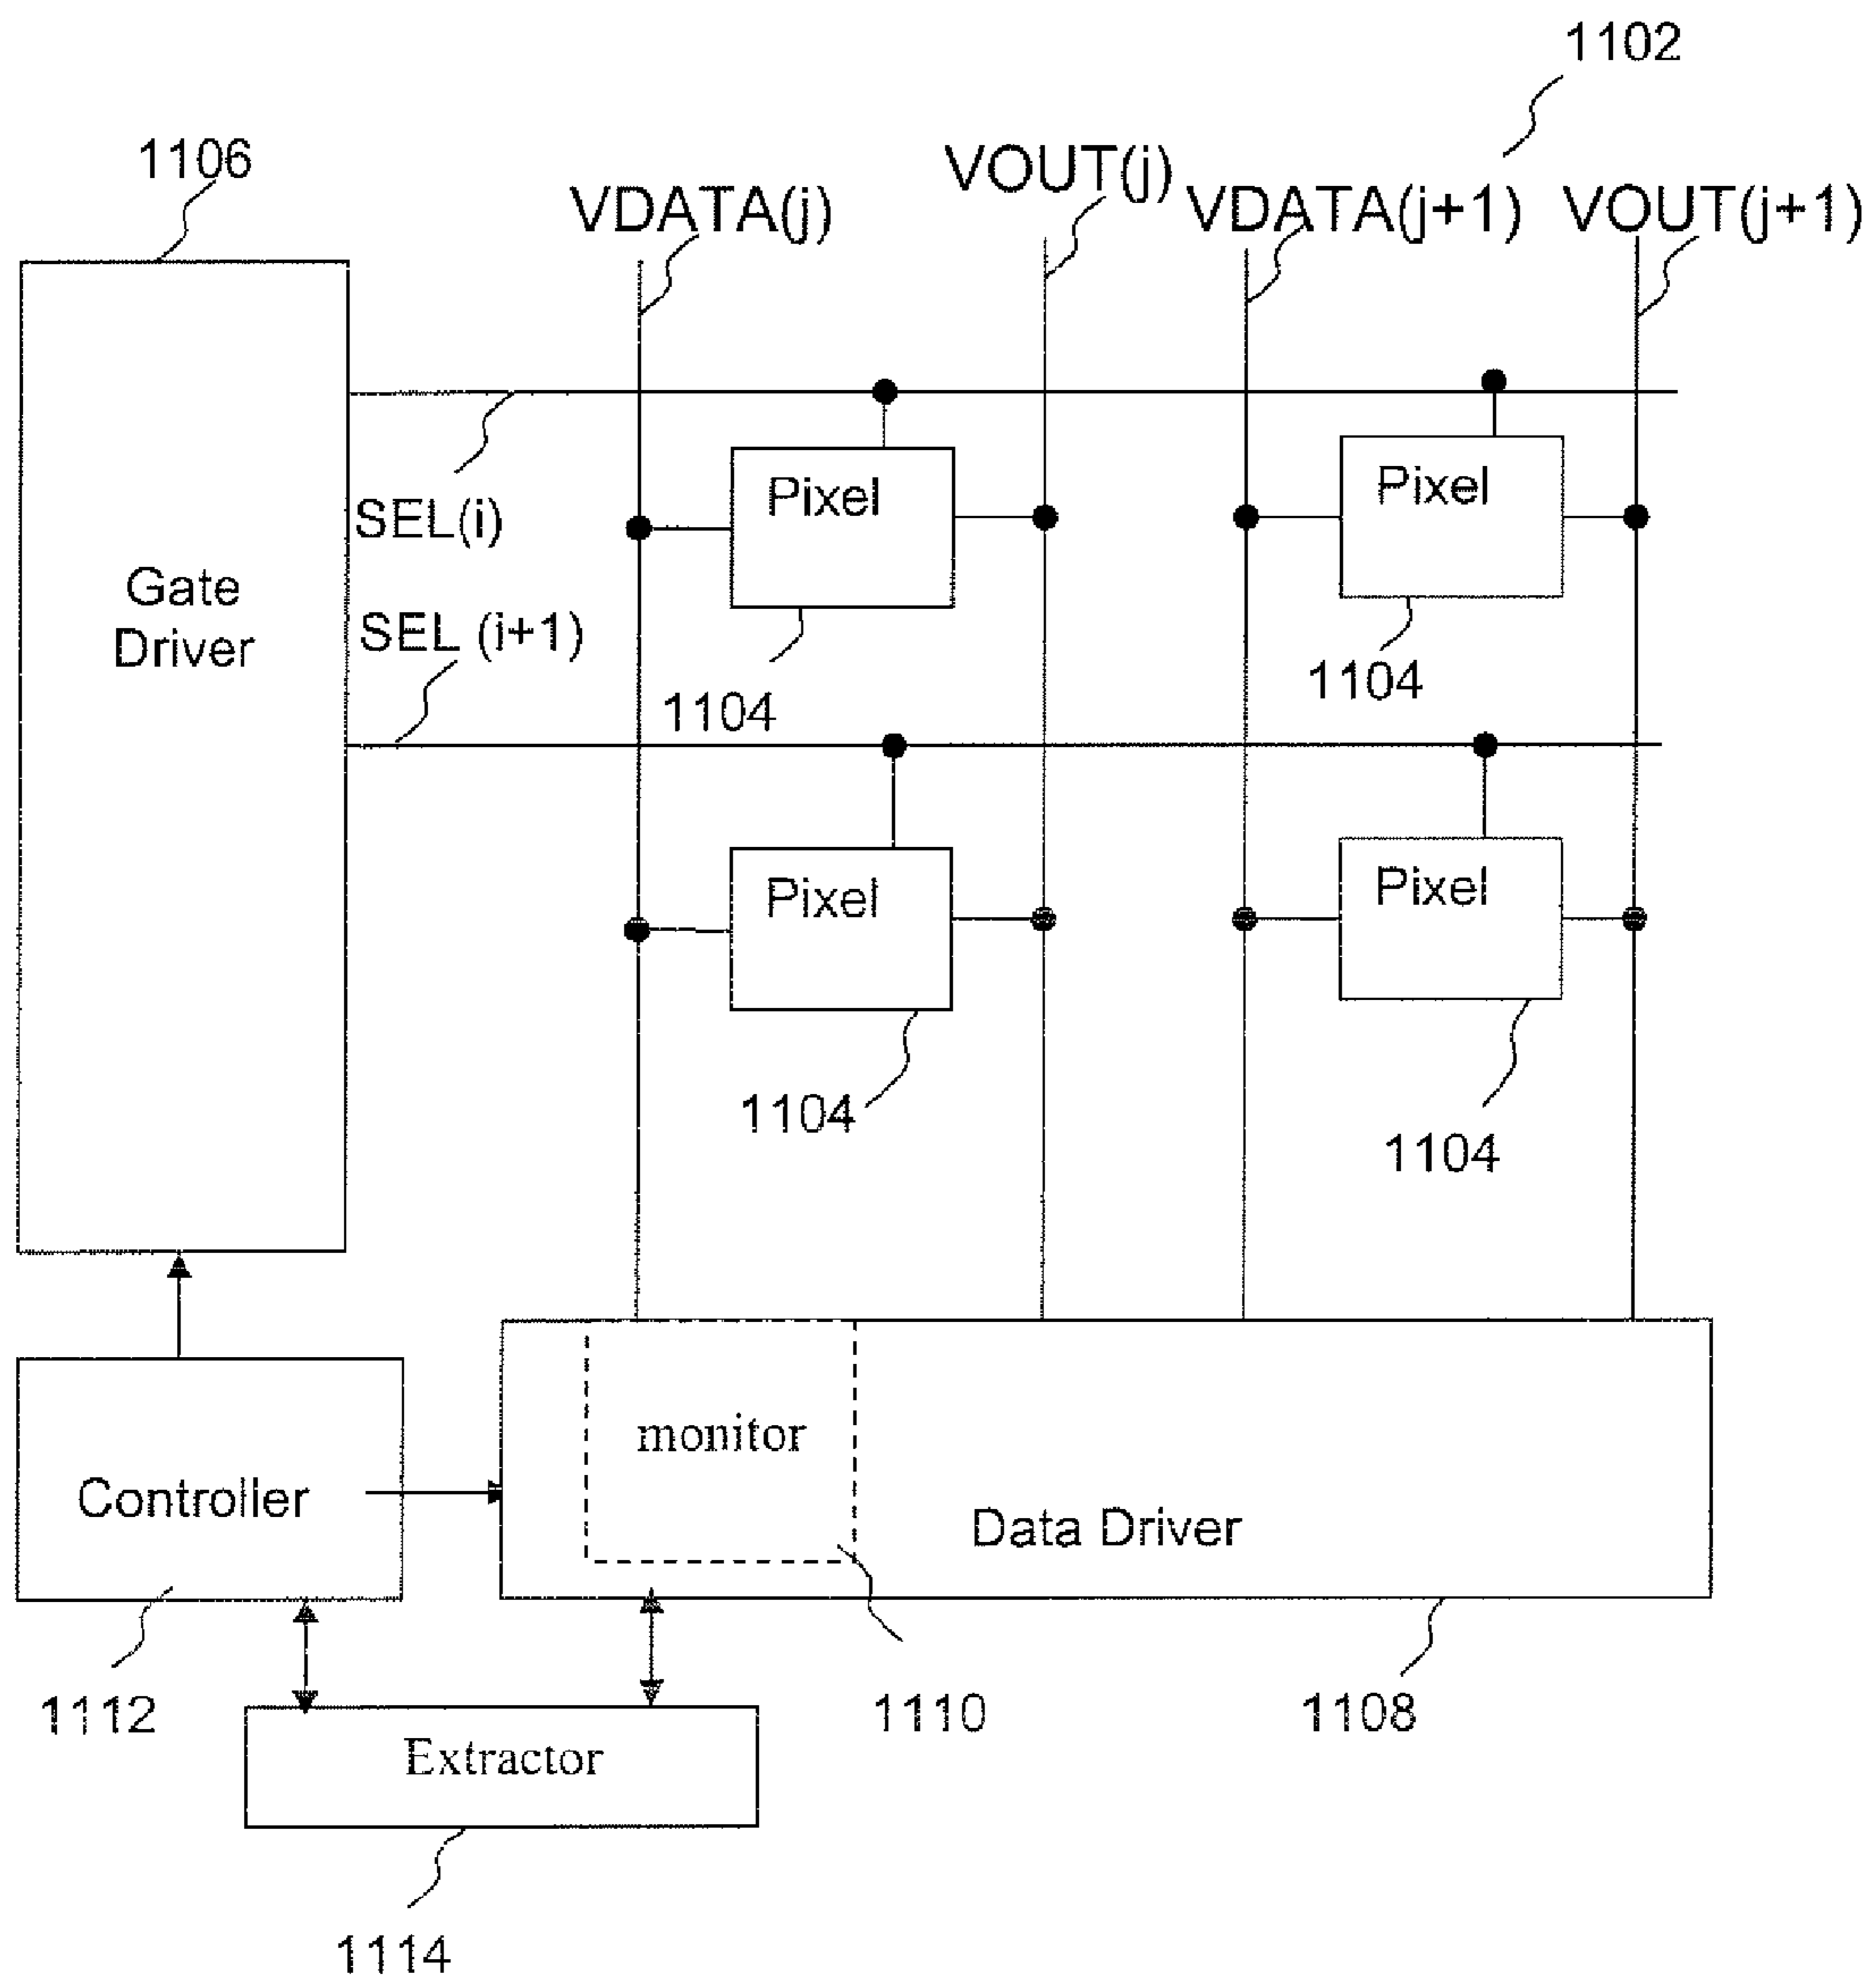 1102
1106
VOUT(j)
VDATA(j)
VDATA(j+1)
VOUT(j+1)
Pixel
Pixel
SEL(i)
Gate
Driver
SEL (i+1)
1104
1104
Pixel
Pixel
1104
1104
monitor
Controller
Data Driver
1112
1110
1108
Extractor
1114